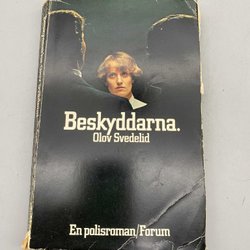 Beskyddarna.
Olov Svedelid
En polisroman/Forum